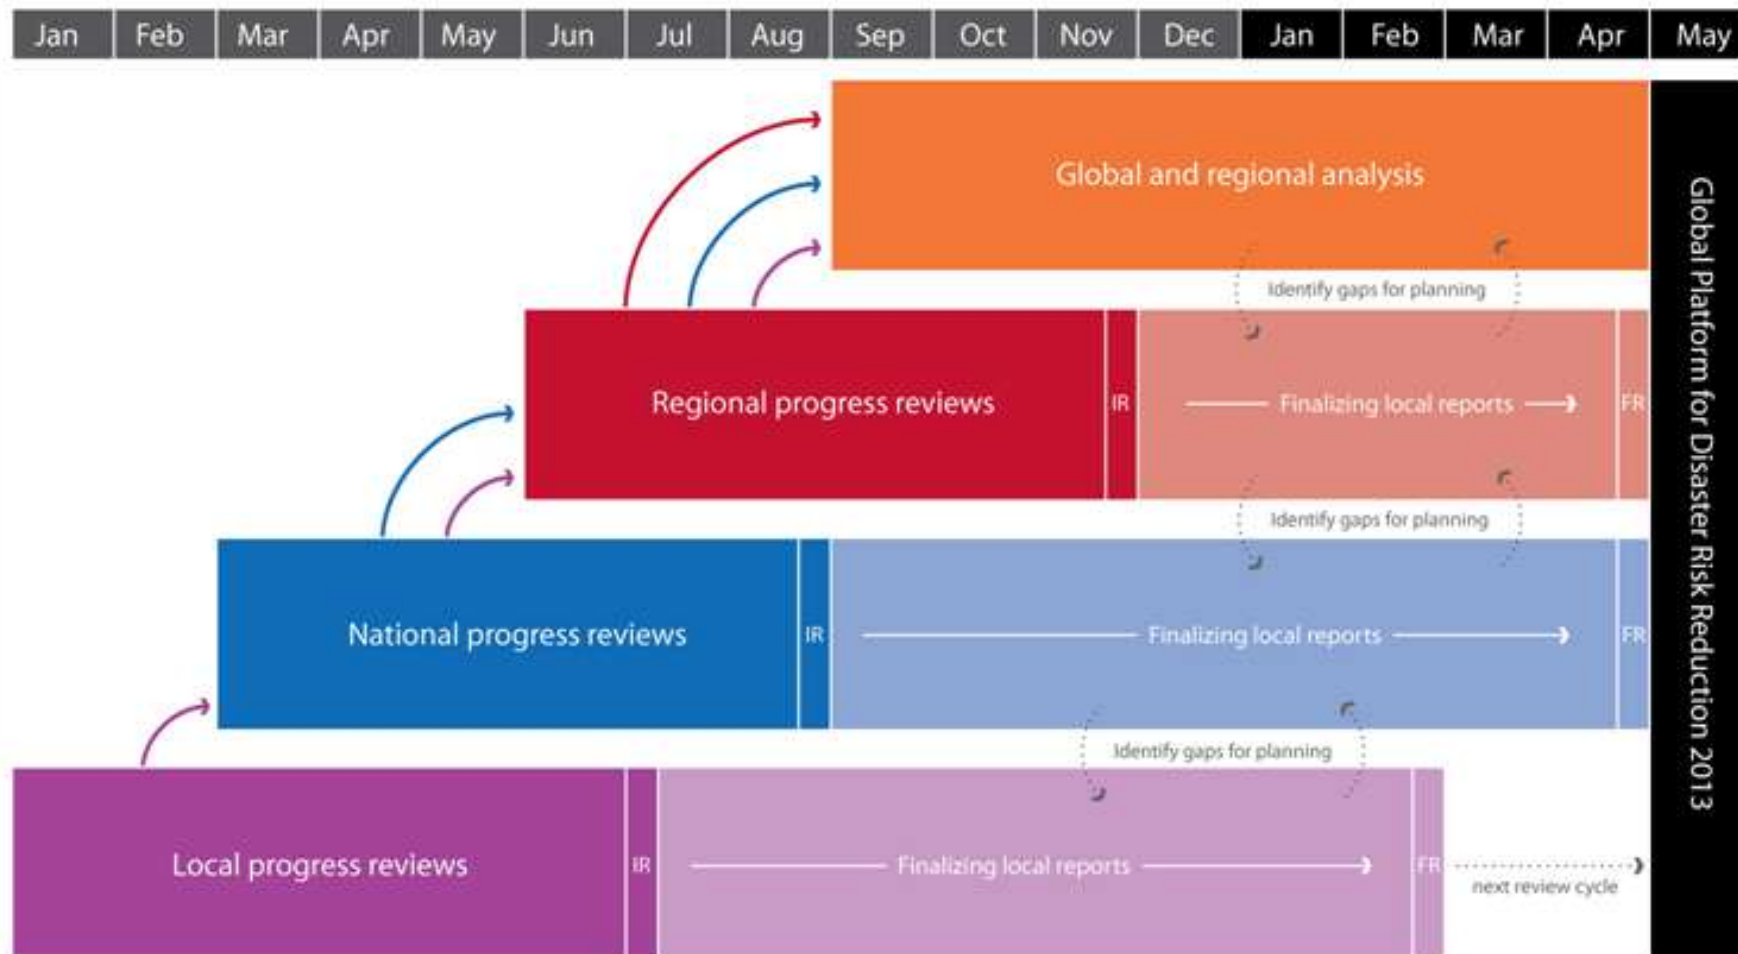 Jan Feb Mar Apr May Jun Jul Aug Sep Oct Nov Dec Jan Feb Mar Apr May
Global and regional analysis
Identify gaps for planning
Regional progress reviews IR Finalizing local reports FR
Identify gaps for planning
National progress reviews IR Finalizing local reports FR
Identify gaps for planning
Local progress reviews IR Finalizing local reports FR
next review cycle
Global Platform for Disaster Risk Reduction 2013